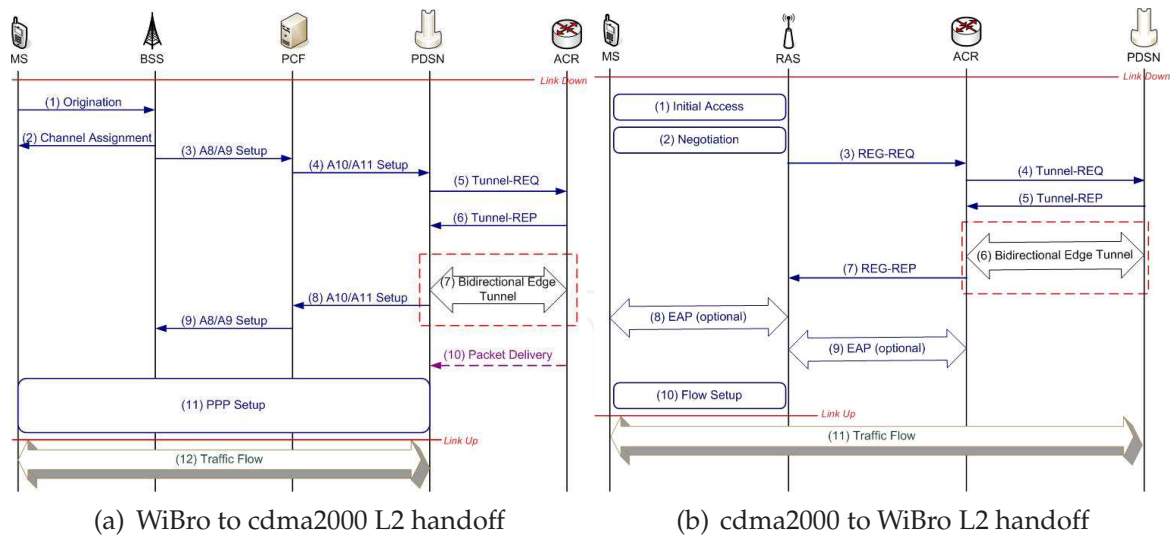 MS
BSS
PCF
PDSN
ACR
Link Down
(1) Origination
(2) Channel Assignment
(3) A8/A9 Setup
(4) A10/A11 Setup
(5) Tunnel-REQ
(6) Tunnel-REP
(7) Bidirectional Edge
Tunnel
(8) A10/A11 Setup
(9) A8/A9 Setup
(10) Packet Delivery
(11) PPP Setup
Link Up
(12) Traffic Flow
(a) WiBro to cdma2000 L2 handoff
MS
RAS
ACR
PDSN
Link Down
(1) Initial Access
(2) Negotiation
(3) REG-REQ
(4) Tunnel-REQ
(5) Tunnel-REP
(6) Bidirectional Edge Tunnel
(7) REG-REP
(8) EAP (optional)
(9) EAP (optional)
(10) Flow Setup
Link Up
(11) Traffic Flow
(b) cdma2000 to WiBro L2 handoff